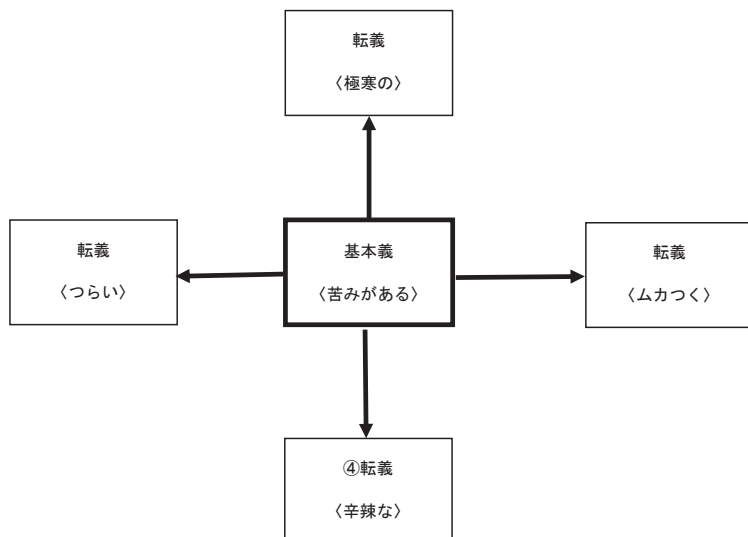 転義
〈極寒の〉
転義
〈つらい〉
基本義
〈苦みがある〉
転義
〈ムカつく〉
④転義
〈辛辣な〉